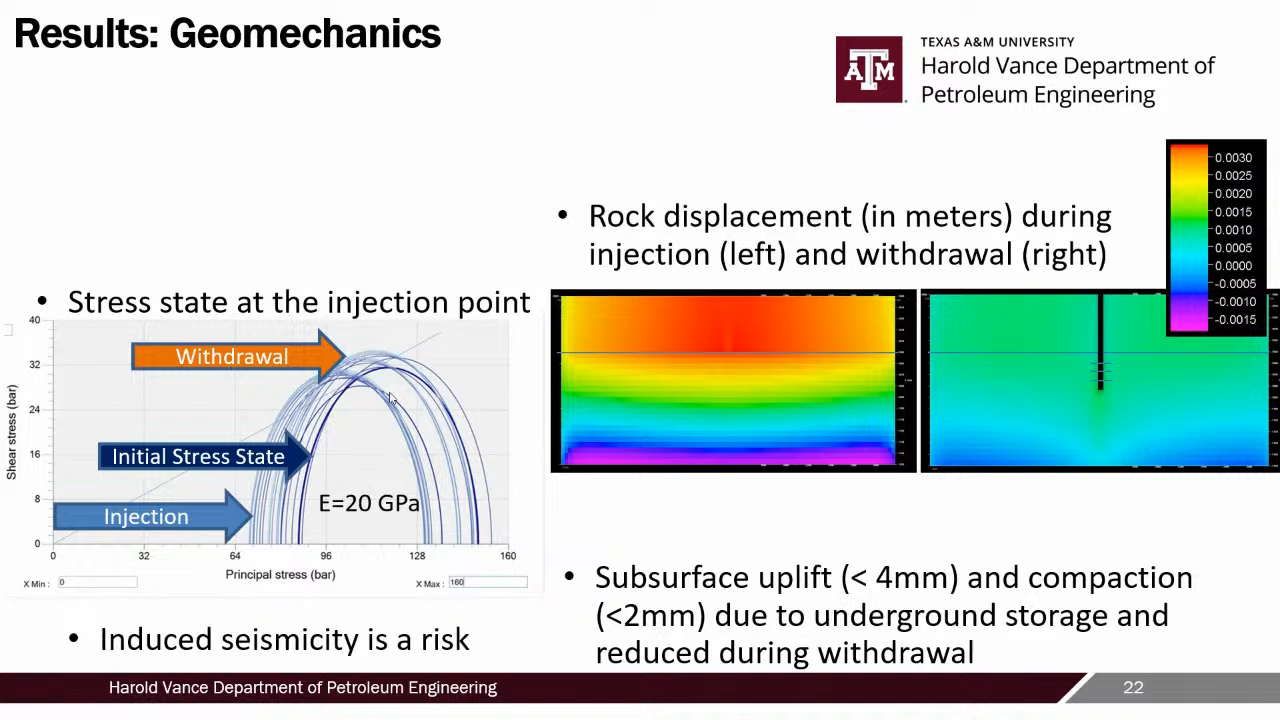 Results: Geomechanics
TEXAS A&M UNIVERSITY
Harold Vance Department of
Petroleum Engineering
A T M
• Rock displacement (in meters) during
injection (left) and withdrawal (right)
0.0030
0.0025
0.0020
0.0015
0.0010
0.0005
0.0000
-0.0005
-0.0010
-0.0015
• Stress state at the injection point
Shear stress (bar)
40
32
24
16
8
0
Withdrawal
Initial Stress State
Injection
E=20 GPa
0 32 64 96 128 160
Principal stress (bar)
X Min : 0
X Max : 160
• Induced seismicity is a risk
• Subsurface uplift (< 4mm) and compaction
(<2mm) due to underground storage and
reduced during withdrawal
Harold Vance Department of Petroleum Engineering
22